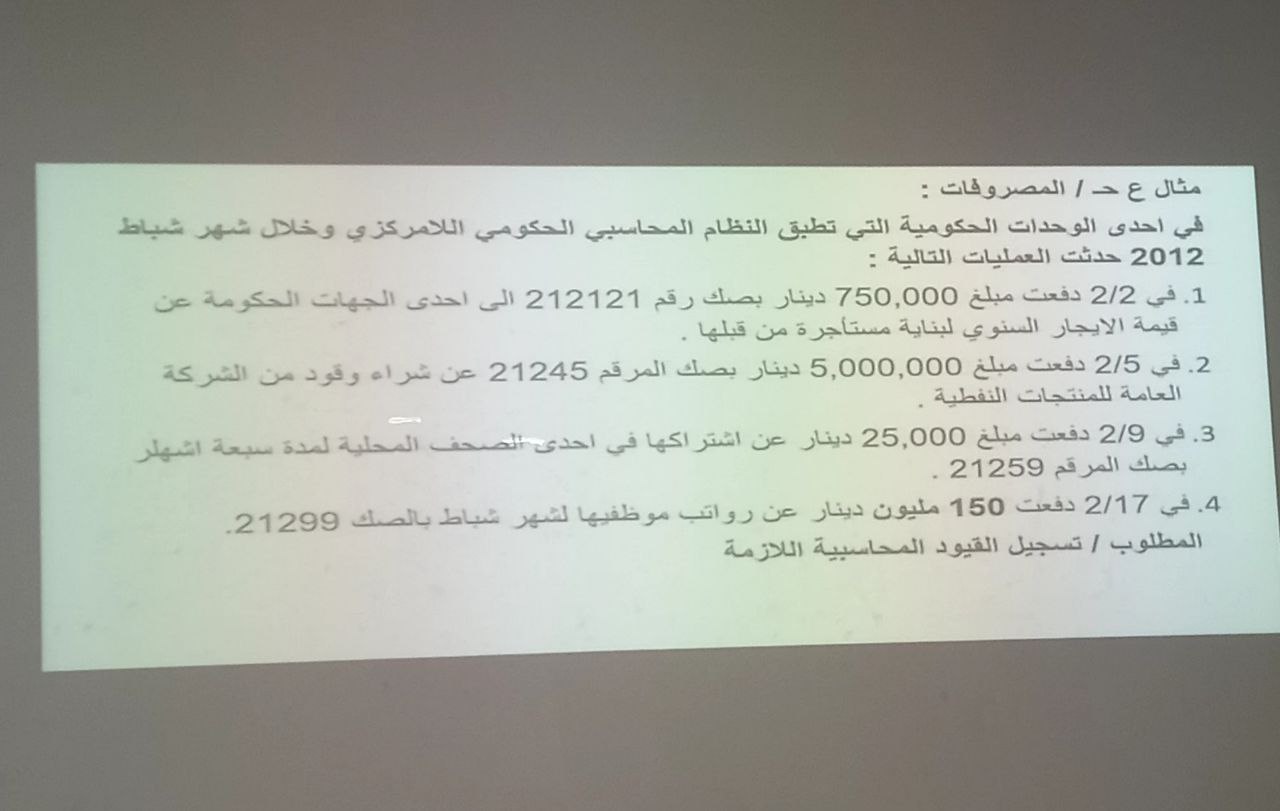 مثال ع حـ / المصروفات :
في احدى الوحدات الحكومية التي تطبق النظام المحاسبي الحكومي اللامركزي وخلال شهر شباط
2012 حدثت العمليات التالية :
1. في 2/2 دفعت مبلغ 750,000 دينار بصك رقم 212121 الى احدى الجهات الحكومة عن
قيمة الايجار السنوي لبناية مستأجرة من قبلها .
2. في 2/5 دفعت مبلغ 5,000,000 دينار بصك المرقم 21245 عن شراء وقود من الشركة
العامة للمنتجات النفطية .
3. في 2/9 دفعت مبلغ 25,000 دينار عن اشتراكها في احدى الصحف المحلية لمدة سبعة اشهلر
بصك المرقم 21259 .
4. في 2/17 دفعت 150 مليون دينار عن رواتب موظفيها لشهر شباط بالصك 21299.
المطلوب / تسجيل القيود المحاسبية اللازمة